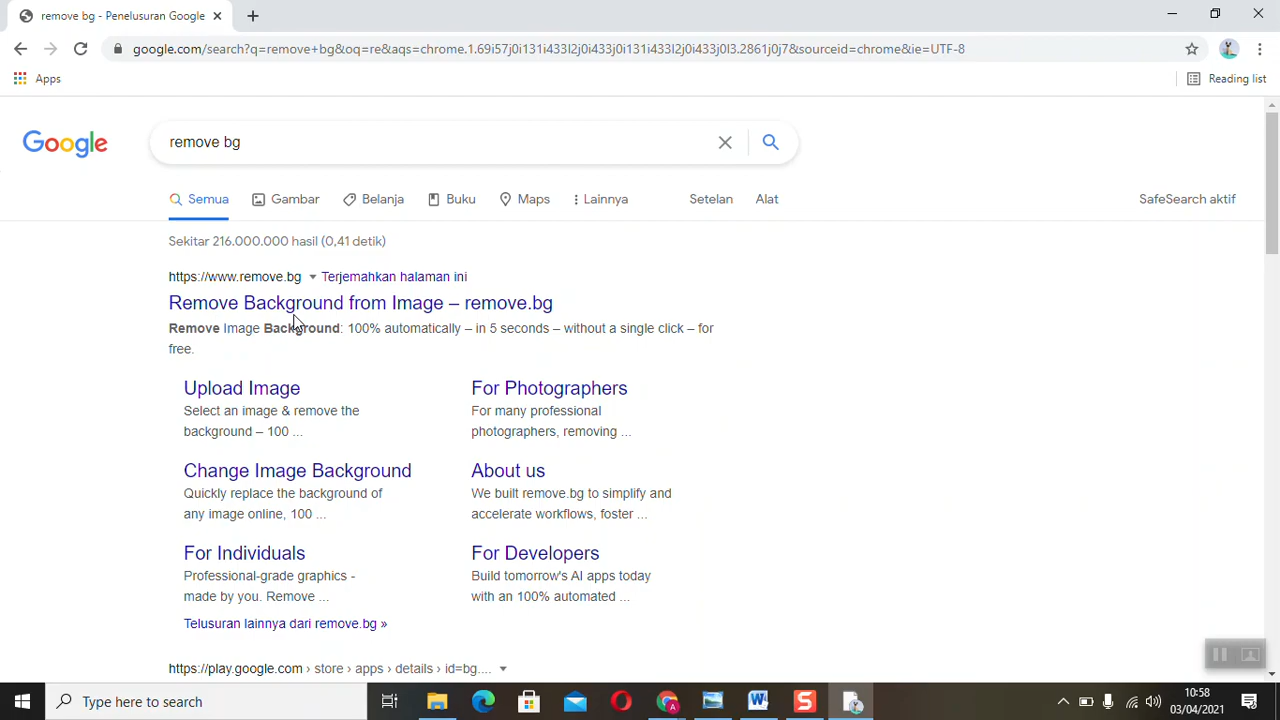 remove bg - Penelusuran Google
google.com/search?q=remove+bg&oq=re&aqs=chrome.1.69i57j0i131i433l2j0i433j0i131i433l2j0i433j0l3.2861j0j7&sourceid=chrome&ie=UTF-8
Apps
Reading list
Google
remove bg
Semua Gambar Belanja Buku Maps Lainnya Setelan Alat SafeSearch aktif
Sekitar 216.000.000 hasil (0,41 detik)
https://www.remove.bg Terjemahkan halaman ini
Remove Background from Image – remove.bg
Remove Image Background: 100% automatically – in 5 seconds – without a single click – for
free.
Upload Image
Select an image & remove the
background – 100 ...
For Photographers
For many professional
photographers, removing ...
Change Image Background
Quickly replace the background of
any image online, 100 ...
About us
We built remove.bg to simplify and
accelerate workflows, foster ...
For Individuals
Professional-grade graphics -
made by you. Remove ...
For Developers
Build tomorrow's AI apps today
with an 100% automated ...
Telusuran lainnya dari remove.bg »
https://play.google.com › store › apps › details › id=bg....
Type here to search
10:58
03/04/2021